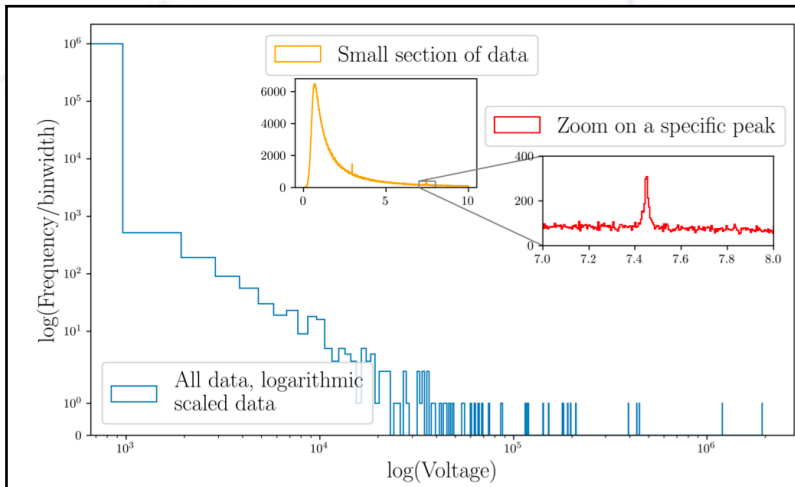 Small section of data
Zoom on a specific peak
All data, logarithmic
scaled data
log(Frequency/binwidth)
10⁶
10⁵
10⁴
10³
10²
10¹
10⁰
0
10³ 10⁴ 10⁵ 10⁶
log(Voltage)
6000
4000
2000
0
0 5 10
400
200
0
7.0 7.2 7.4 7.6 7.8 8.0